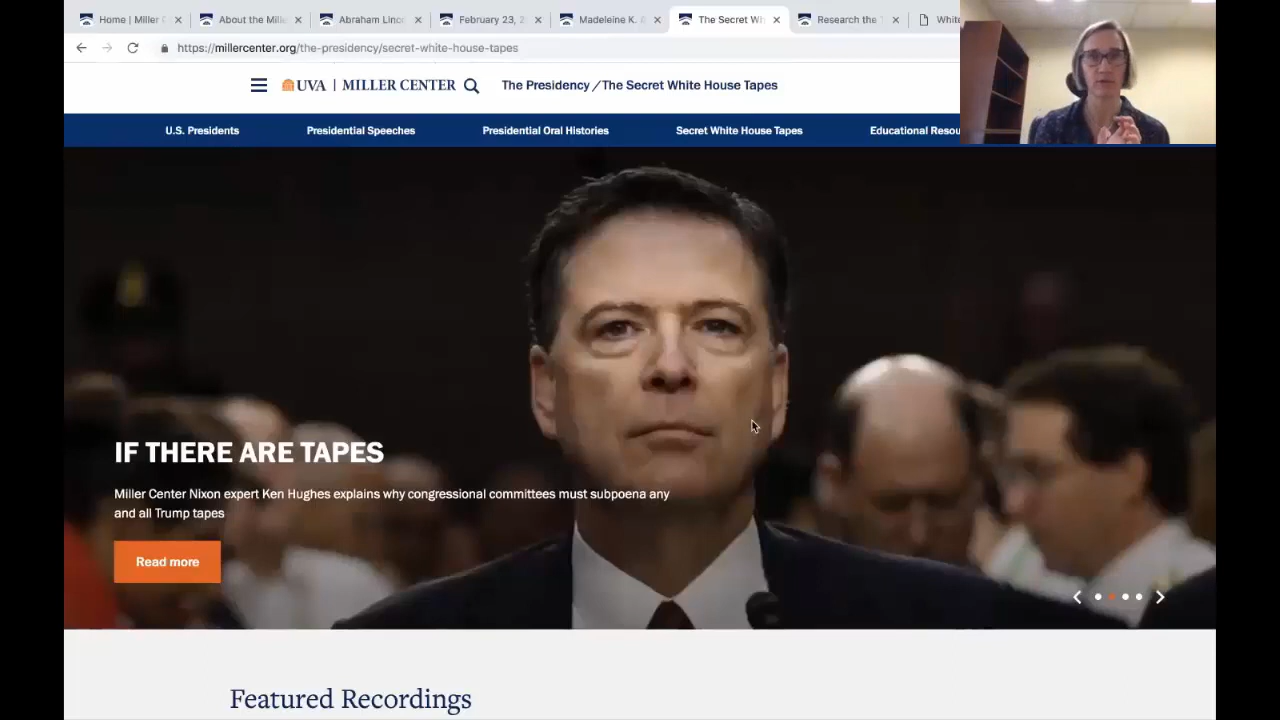 Home | Miller C
About the Mille
Abraham Linco
February 23, 2
Madeleine K. A
The Secret Wh
Research the T
White
https://millercenter.org/the-presidency/secret-white-house-tapes
UVA | MILLER CENTER
The Presidency / The Secret White House Tapes
U.S. Presidents
Presidential Speeches
Presidential Oral Histories
Secret White House Tapes
Educational Resou
IF THERE ARE TAPES
Miller Center Nixon expert Ken Hughes explains why congressional committees must subpoena any
and all Trump tapes
Read more
Featured Recordings